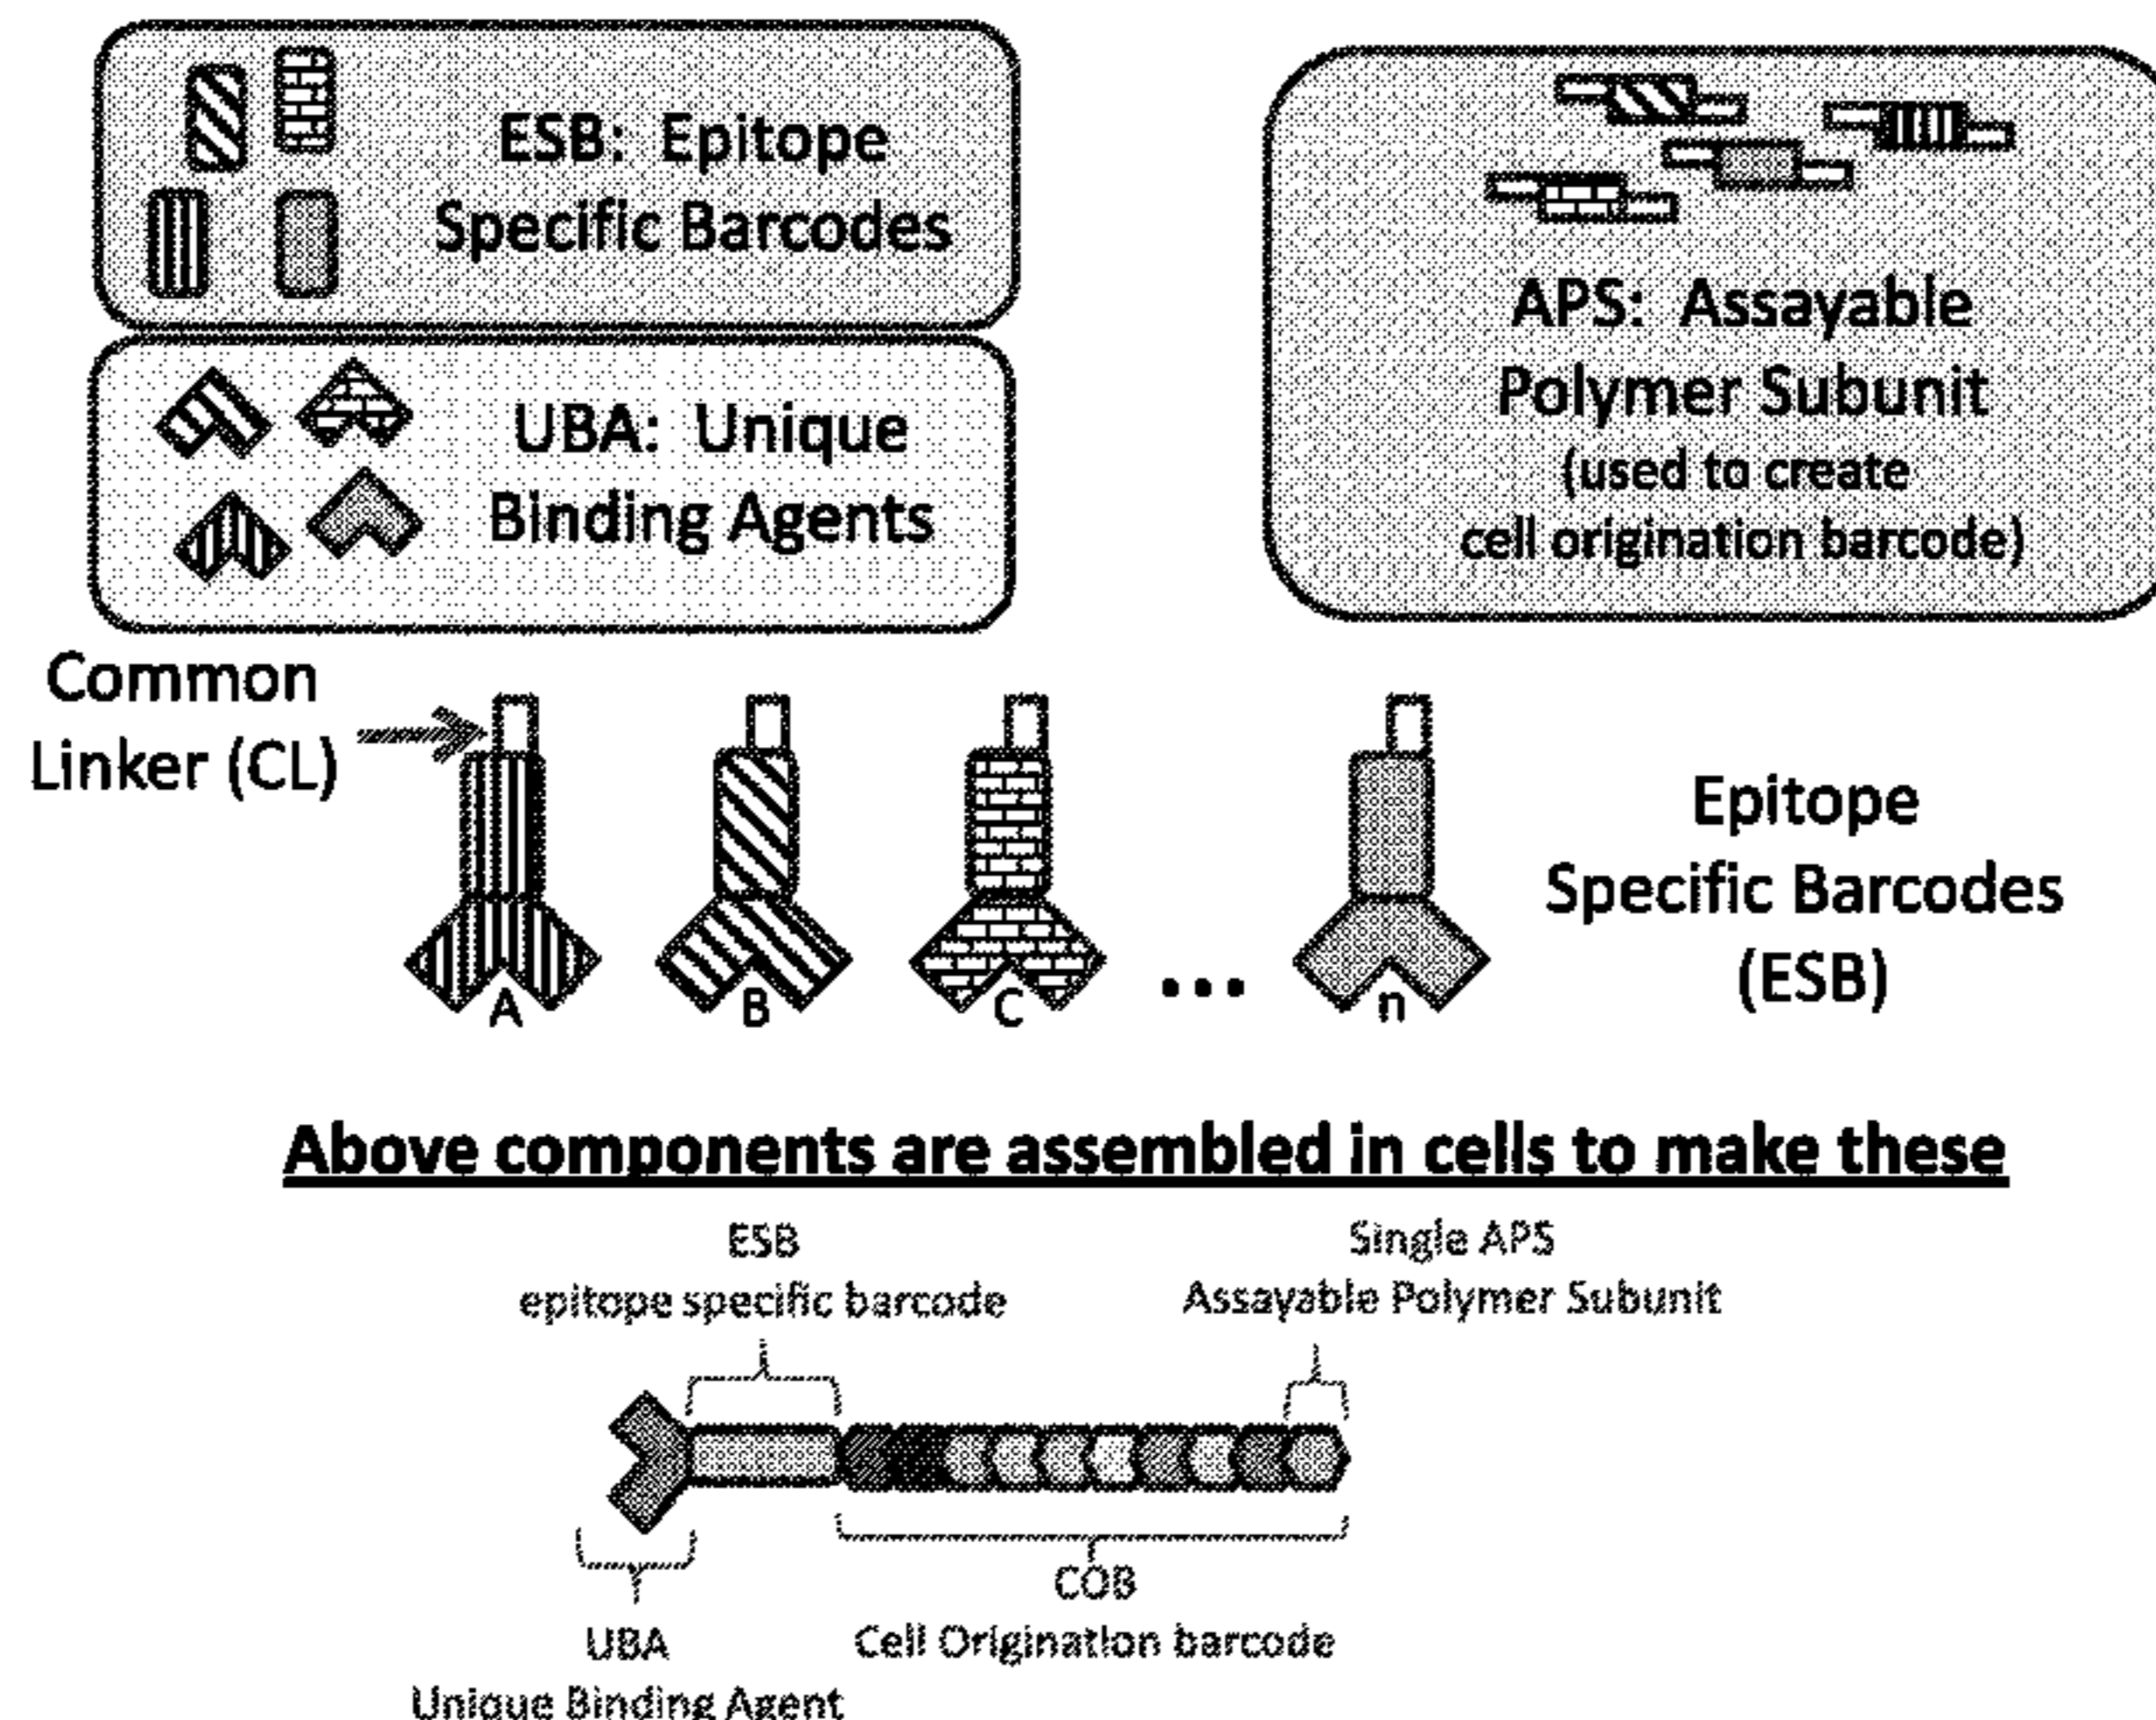 ESB: Epitope
Specific Barcodes
UBA: Unique
Binding Agents
APS: Assayable
Polymer Subunit
(used to create
cell origination barcode)
Common
Linker (CL)
A
B
C
...
n
Epitope
Specific Barcodes
(ESB)
Above components are assembled in cells to make these
ESB
epitope specific barcode
Single APS
Assayable Polymer Subunit
COB
Cell Origination barcode
UBA
Unique Binding Agent